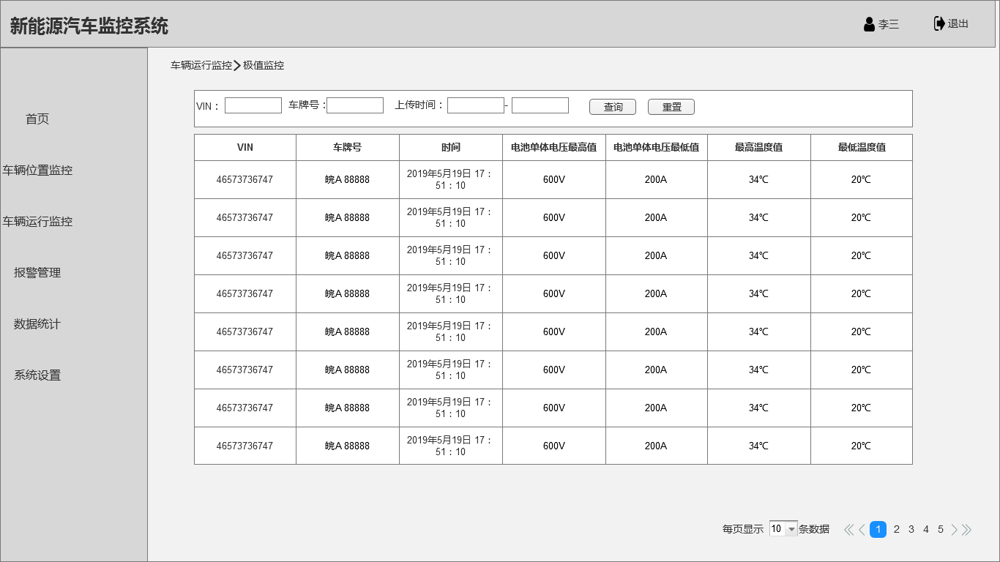 新能源汽车监控系统
李三
退出
车辆运行监控 极值监控
首页
车辆位置监控
车辆运行监控
报警管理
数据统计
系统设置
VIN： 车牌号： 上传时间： - 查询 重置
VIN 车牌号 时间 电池单体电压最高值 电池单体电压最低值 最高温度值 最低温度值
46573736747 皖A 88888 2019年5月19日 17：
51：10 600V 200A 34℃ 20℃
46573736747 皖A 88888 2019年5月19日 17：
51：10 600V 200A 34℃ 20℃
46573736747 皖A 88888 2019年5月19日 17：
51：10 600V 200A 34℃ 20℃
46573736747 皖A 88888 2019年5月19日 17：
51：10 600V 200A 34℃ 20℃
46573736747 皖A 88888 2019年5月19日 17：
51：10 600V 200A 34℃ 20℃
46573736747 皖A 88888 2019年5月19日 17：
51：10 600V 200A 34℃ 20℃
46573736747 皖A 88888 2019年5月19日 17：
51：10 600V 200A 34℃ 20℃
46573736747 皖A 88888 2019年5月19日 17：
51：10 600V 200A 34℃ 20℃
每页显示 10 条数据 1 2 3 4 5